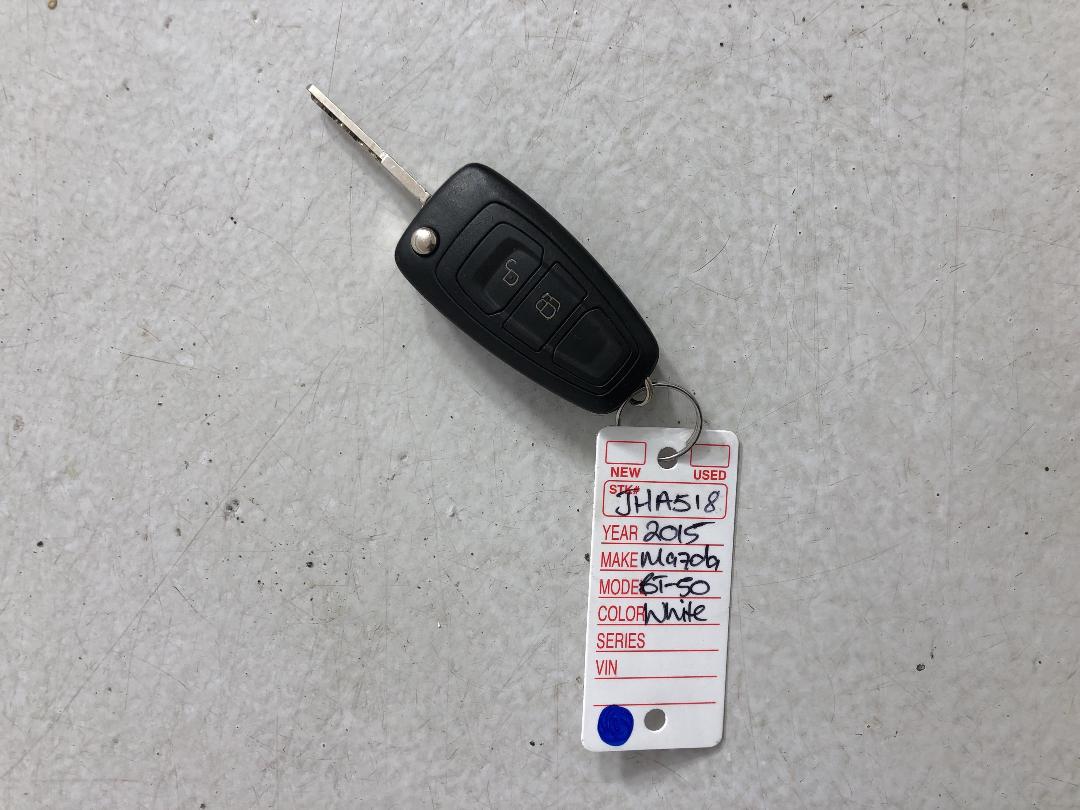 NEW USED
STK# JHA518
YEAR 2015
MAKE Mazda
MODEL BT-50
COLOR White
SERIES
VIN